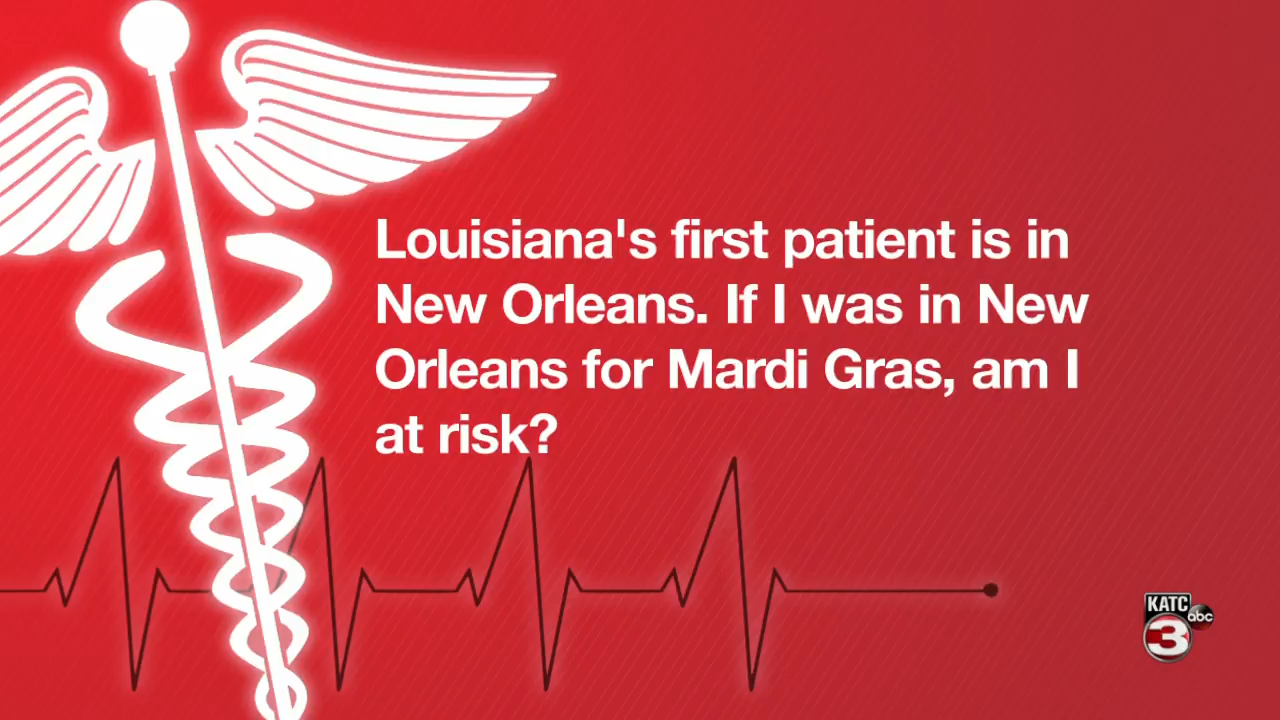 Louisiana's first patient is in
New Orleans. If I was in New
Orleans for Mardi Gras, am I
at risk?
KATC
abc
3